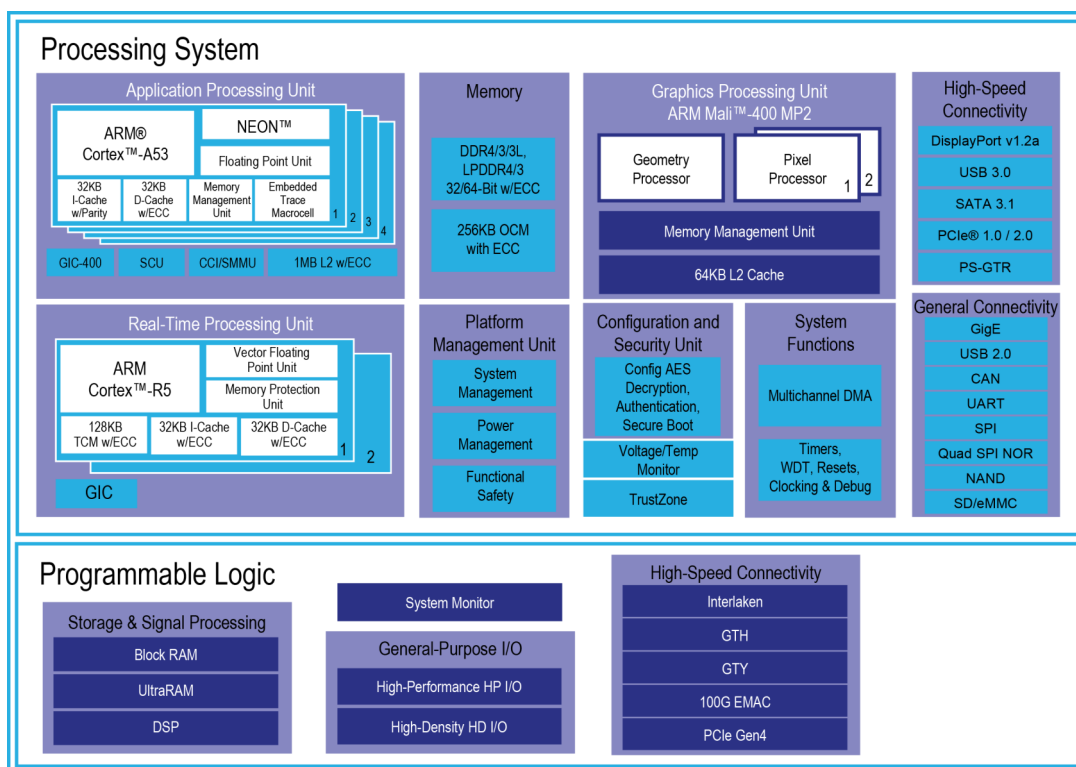 Processing System
Application Processing Unit
ARM®
Cortex™-A53
NEON™
Floating Point Unit
32KB
I-Cache
w/Parity
32KB
D-Cache
w/ECC
Memory
Management
Unit
Embedded
Trace
Macrocell
1
2
3
4
GIC-400
SCU
CCI/SMMU
1MB L2 w/ECC
Memory
DDR4/3/3L,
LPDDR4/3
32/64-Bit w/ECC
256KB OCM
with ECC
Graphics Processing Unit
ARM Mali™-400 MP2
Geometry
Processor
Pixel
Processor
1
2
Memory Management Unit
64KB L2 Cache
High-Speed
Connectivity
DisplayPort v1.2a
USB 3.0
SATA 3.1
PCIe® 1.0 / 2.0
PS-GTR
Real-Time Processing Unit
ARM
Cortex™-R5
Vector Floating
Point Unit
Memory Protection
Unit
128KB
TCM w/ECC
32KB I-Cache
w/ECC
32KB D-Cache
w/ECC
1
2
GIC
Platform
Management Unit
System
Management
Power
Management
Functional
Safety
Configuration and
Security Unit
Config AES
Decryption,
Authentication,
Secure Boot
Voltage/Temp
Monitor
TrustZone
System
Functions
Multichannel DMA
Timers,
WDT, Resets,
Clocking & Debug
General Connectivity
GigE
USB 2.0
CAN
UART
SPI
Quad SPI NOR
NAND
SD/eMMC
Programmable Logic
Storage & Signal Processing
Block RAM
UltraRAM
DSP
System Monitor
General-Purpose I/O
High-Performance HP I/O
High-Density HD I/O
High-Speed Connectivity
Interlaken
GTH
GTY
100G EMAC
PCIe Gen4